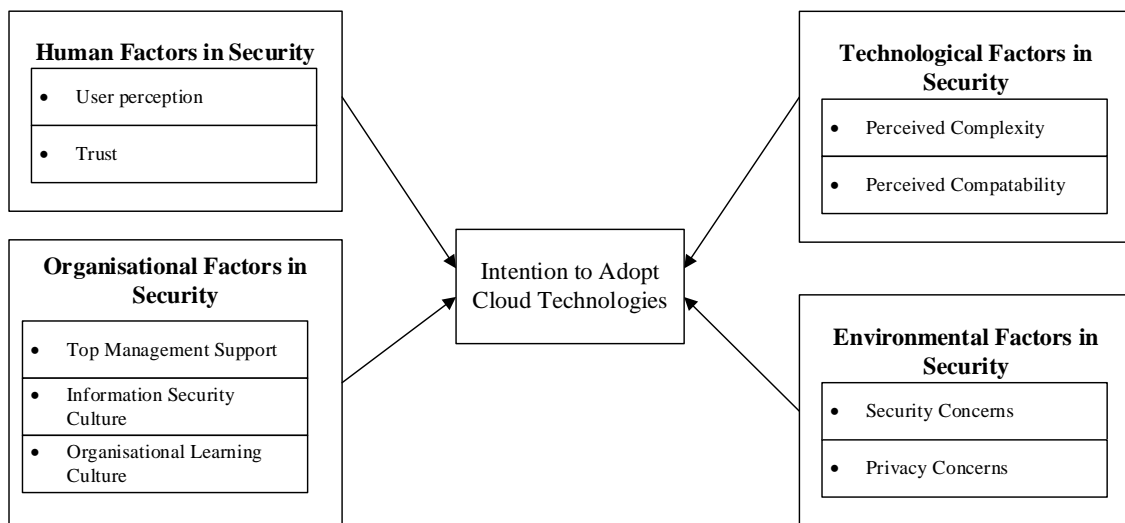 Human Factors in Security
• User perception
• Trust
Organisational Factors in
Security
• Top Management Support
• Information Security
Culture
• Organisational Learning
Culture
Intention to Adopt
Cloud Technologies
Technological Factors in
Security
• Perceived Complexity
• Perceived Compatability
Environmental Factors in
Security
• Security Concerns
• Privacy Concerns